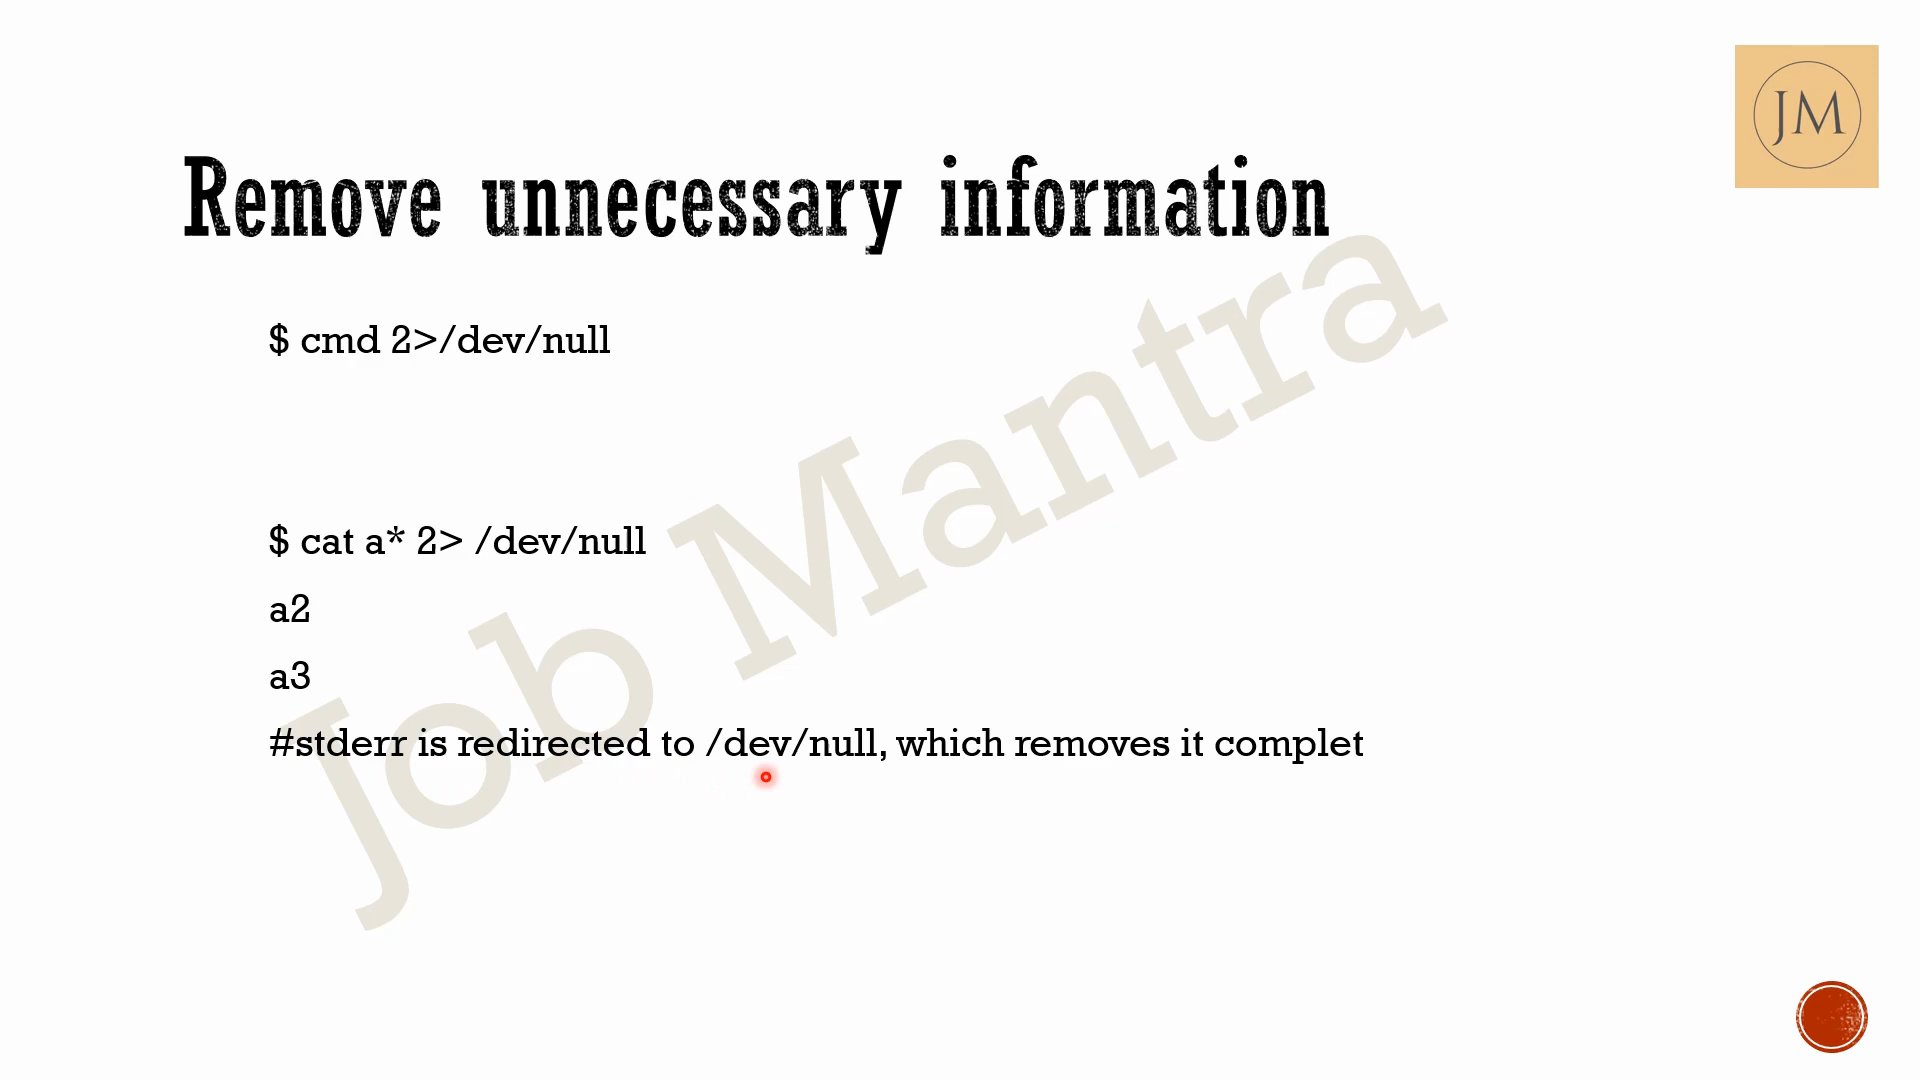 JM
Remove unnecessary information
$ cmd 2>/dev/null
$ cat a* 2> /dev/null
a2
a3
#stderr is redirected to /dev/null, which removes it complet
Job Mantra